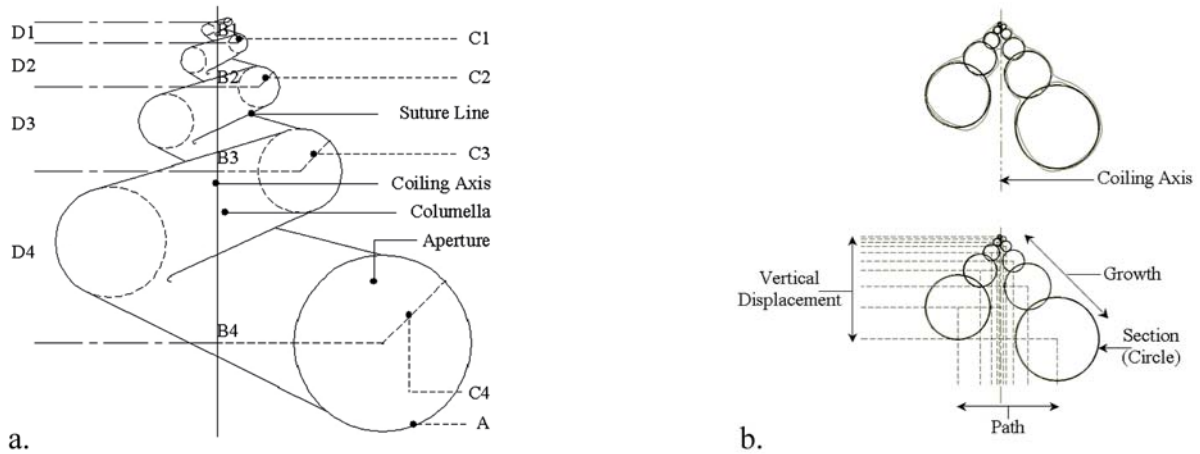 D1
D2
D3
D4
B1
B2
B3
B4
C1
C2
Suture Line
C3
Coiling Axis
Columella
Aperture
C4
A
a.
Coiling Axis
Vertical
Displacement
Growth
Section
(Circle)
Path
b.